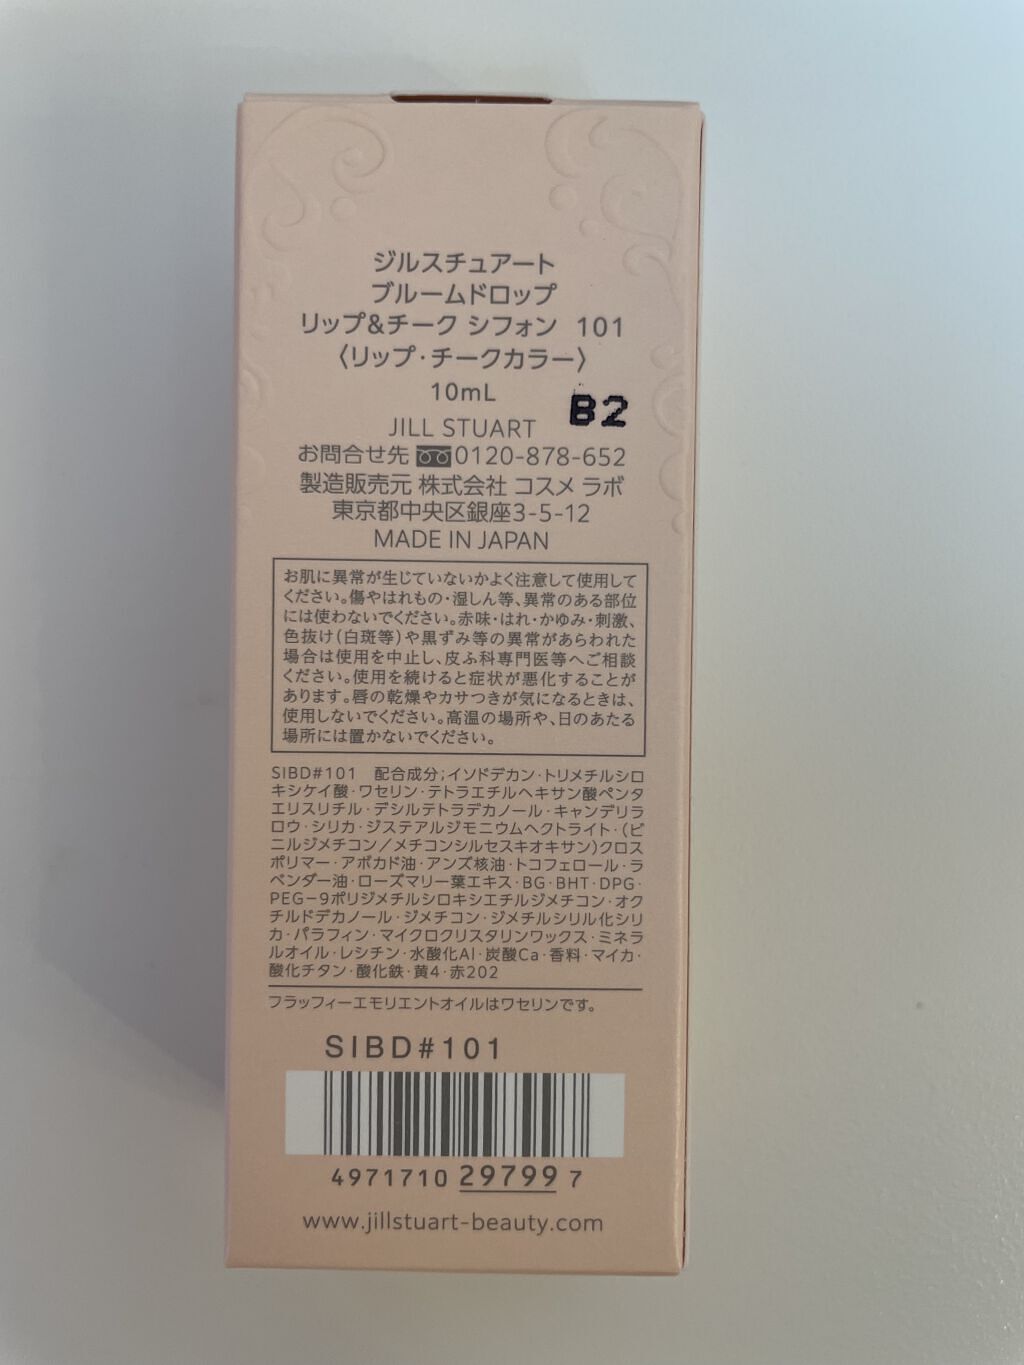 ジルスチュアート
ブルームドロップ
リップ&チーク シフォン 101
〈リップ・チークカラー〉
10mL
B2
JILL STUART
お問合せ先 0120-878-652
製造販売元 株式会社 コスメ ラボ
東京都中央区銀座3-5-12
MADE IN JAPAN
お肌に異常が生じていないかよく注意して使用して
ください。傷やはれもの・湿しん等、異常のある部位
には使わないでください。赤味・はれ・かゆみ・刺激、
色抜け(白斑等)や黒ずみ等の異常があらわれた
場合は使用を中止し、皮ふ科専門医等へご相談
ください。使用を続けると症状が悪化することが
あります。唇の乾燥やカサつきが気になるときは、
使用しないでください。高温の場所や、日のあたる
場所には置かないでください。
SIBD#101 配合成分;イソドデカン・トリメチルシロ
キシケイ酸・ワセリン・テトラエチルヘキサン酸ペンタ
エリスリチル・デシルテトラデカノール・キャンデリラ
ロウ・シリカ・ジステアルジモニウムヘクトライト・(ビ
ニルジメチコン/メチコンシルセスキオキサン)クロス
ポリマー・アボカド油・アンズ核油・トコフェロール・ラ
ベンダー油・ローズマリー葉エキス・BG・BHT・DPG・
PEG-9ポリジメチルシロキシエチルジメチコン・オク
チルドデカノール・ジメチコン・ジメチルシリル化シリ
カ・パラフィン・マイクロクリスタリンワックス・ミネラ
ルオイル・レシチン・水酸化Al・炭酸Ca・香料・マイカ・
酸化チタン・酸化鉄・黄4・赤202
フラッフィーエモリエントオイルはワセリンです。
SIBD#101
4971710 29799 7
www.jillstuart-beauty.com